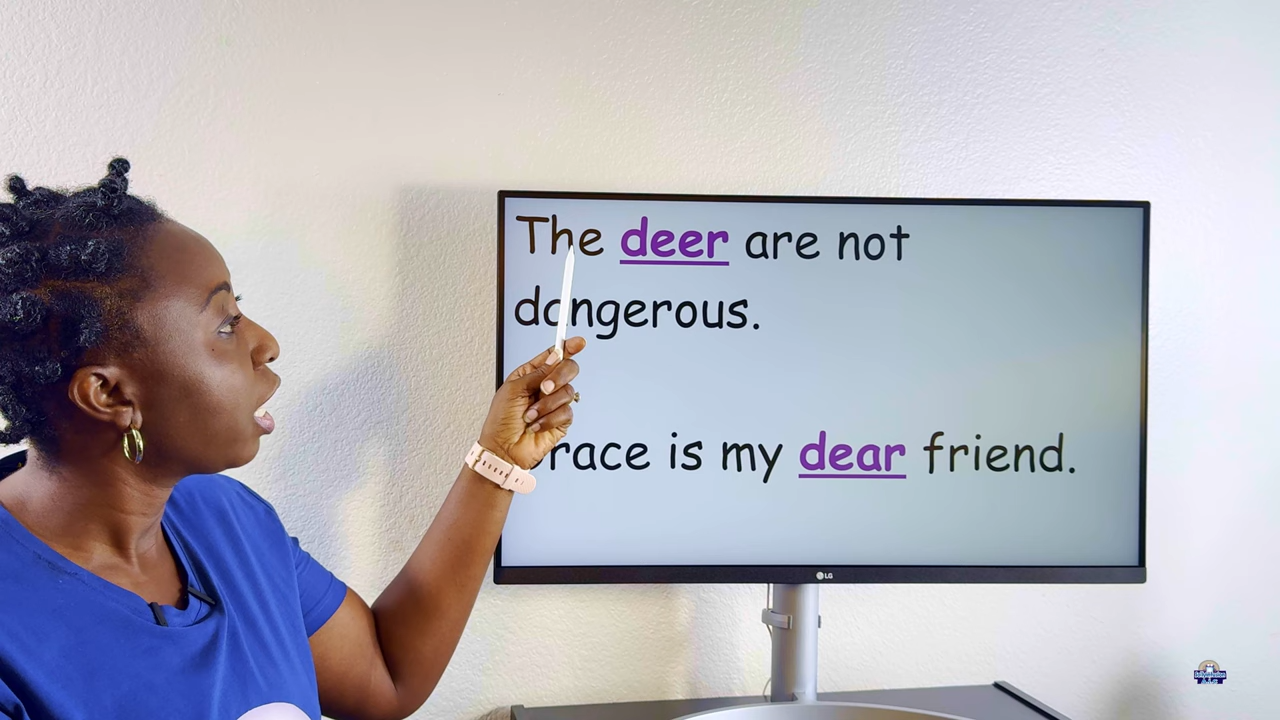 The deer are not
dangerous.
is my dear friend.
LG